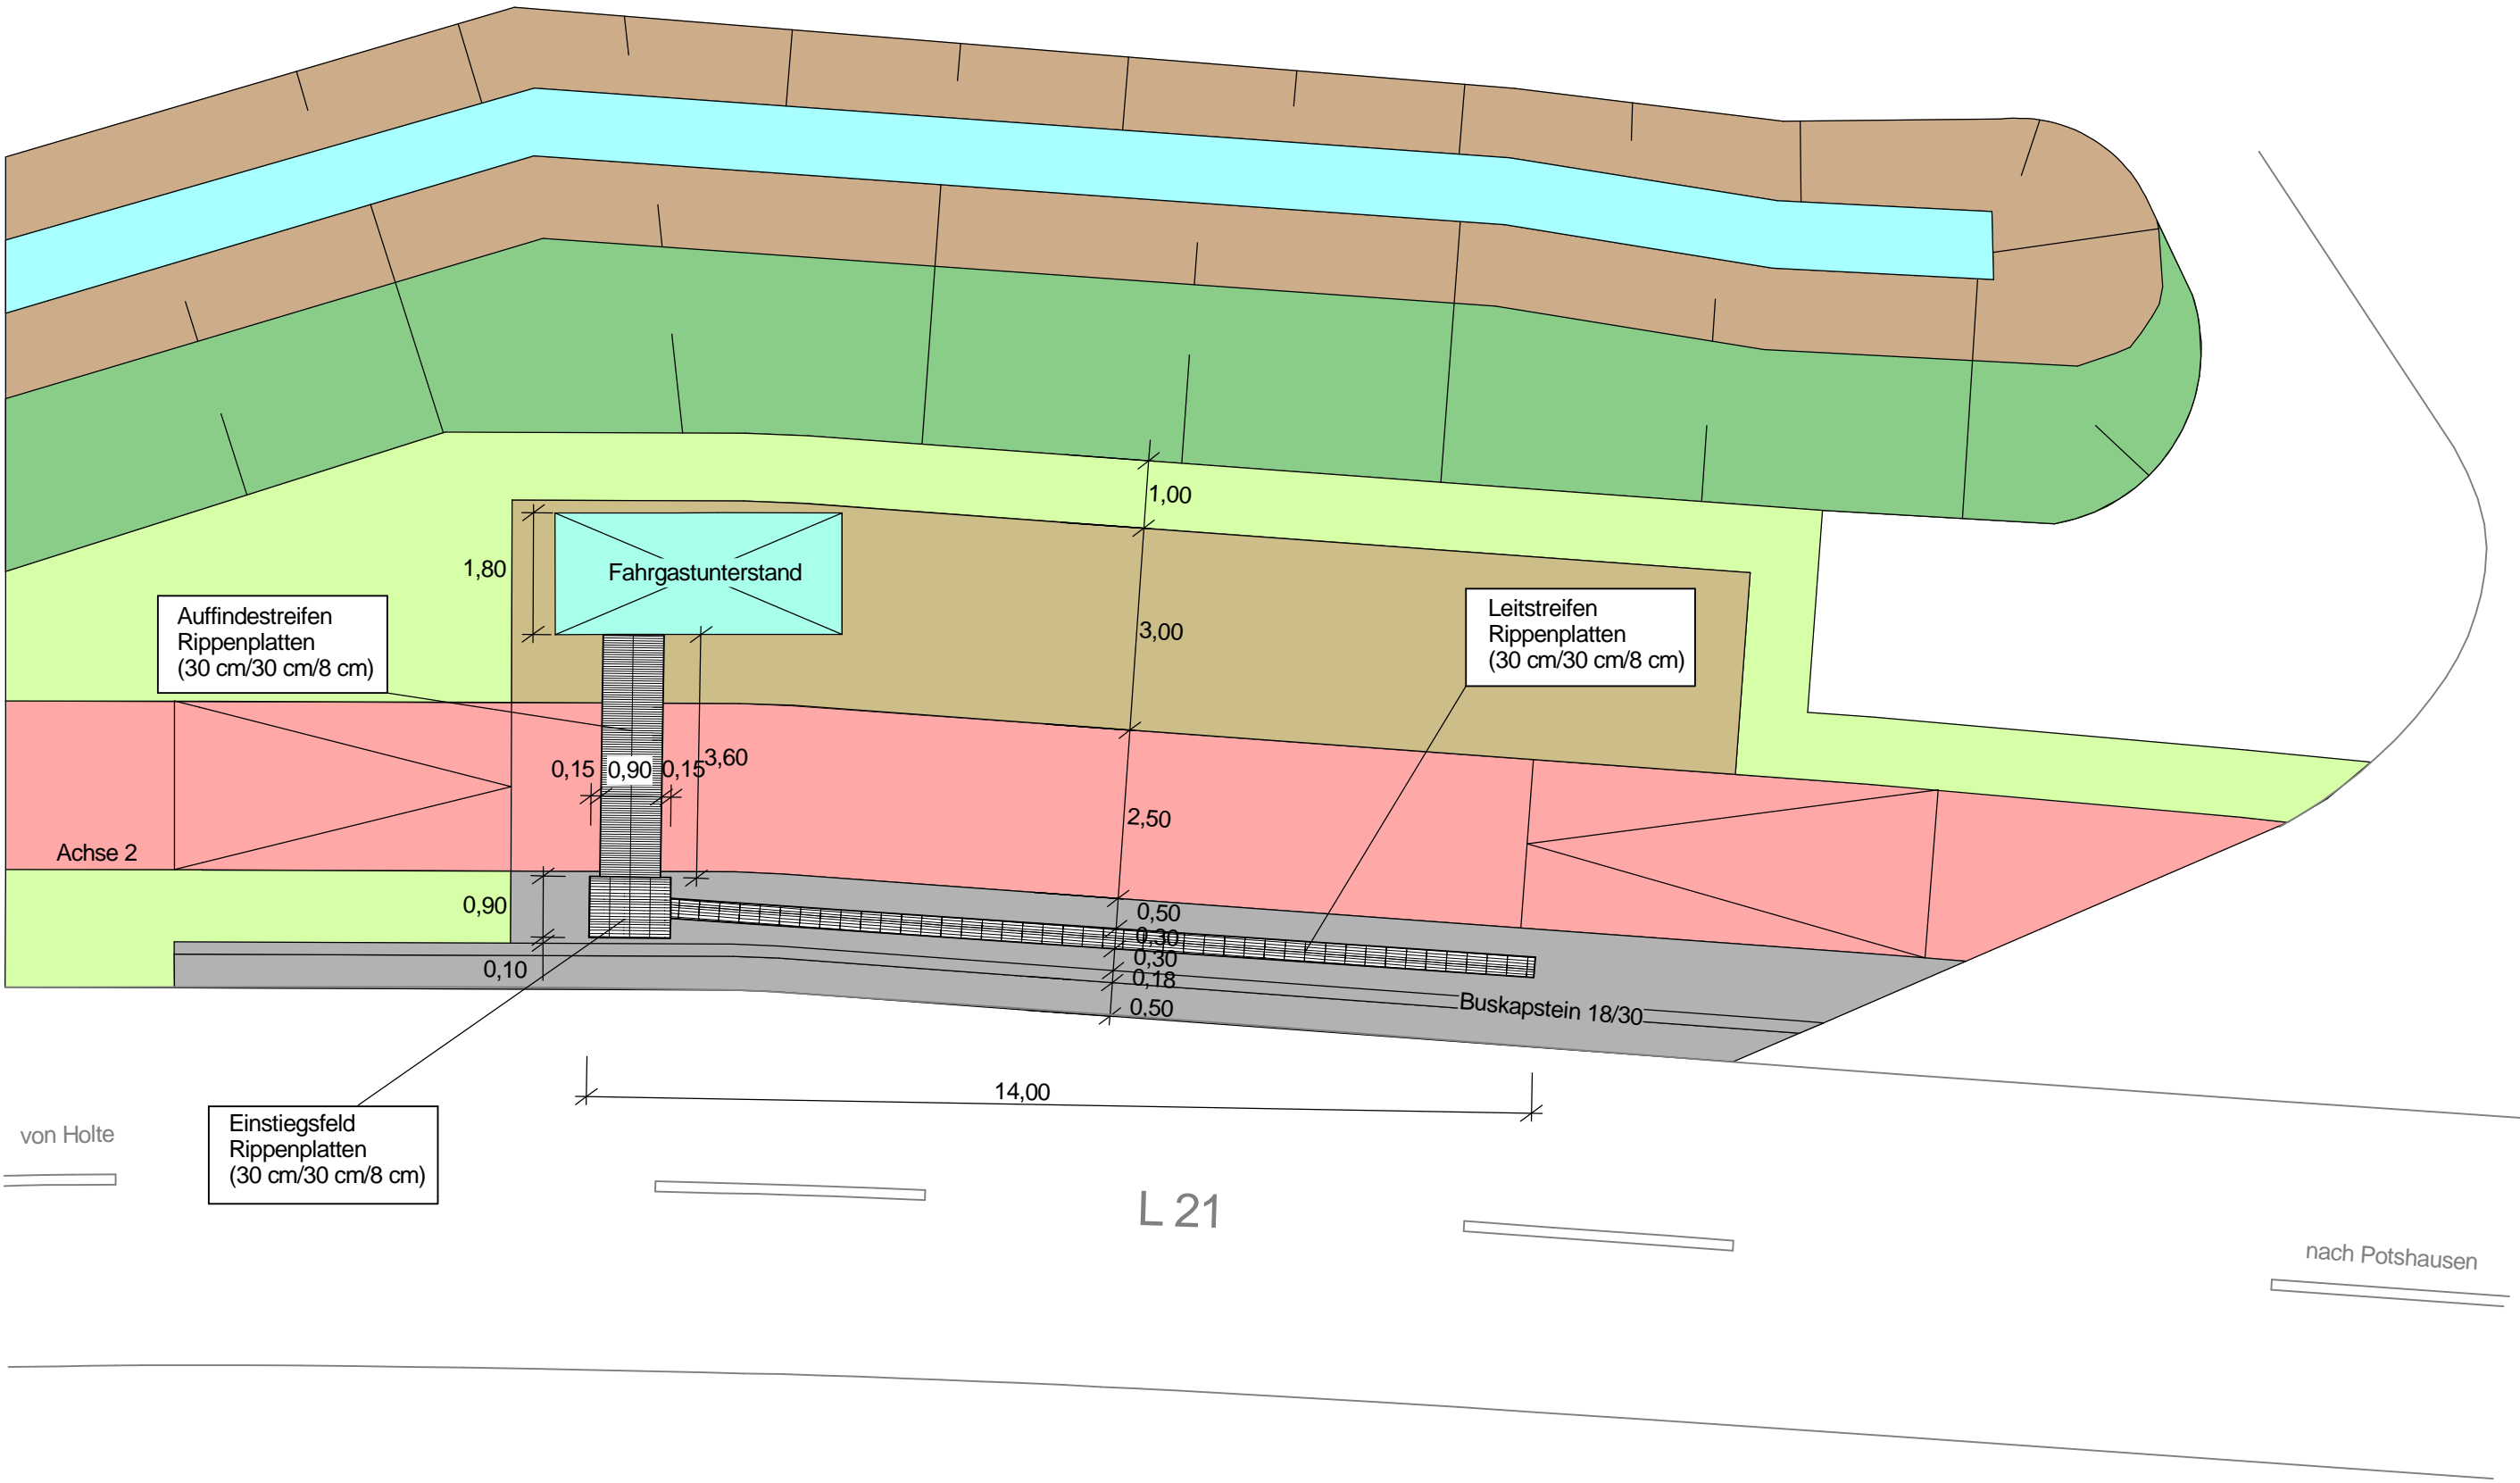 1,00
1,80
Fahrgastunterstand
Auffindestreifen
Rippenplatten
(30 cm/30 cm/8 cm)
3,00
Leitstreifen
Rippenplatten
(30 cm/30 cm/8 cm)
0,15
0,90
0,15
3,60
2,50
Achse 2
0,90
0,50
0,30
0,30
0,10
0,18
0,50
Buskapstein 18/30
14,00
von Holte
Einstiegsfeld
Rippenplatten
(30 cm/30 cm/8 cm)
L 21
nach Potshausen